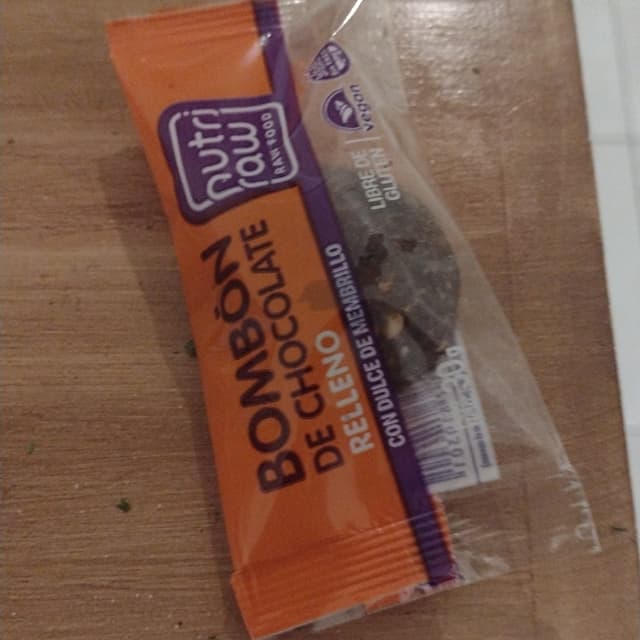 nutri
raw
RAW FOOD
BOMBÓN
DE CHOCOLATE
RELLENO
CON DULCE DE MEMBRILLO
LIBRE DE
GLUTEN
vegan